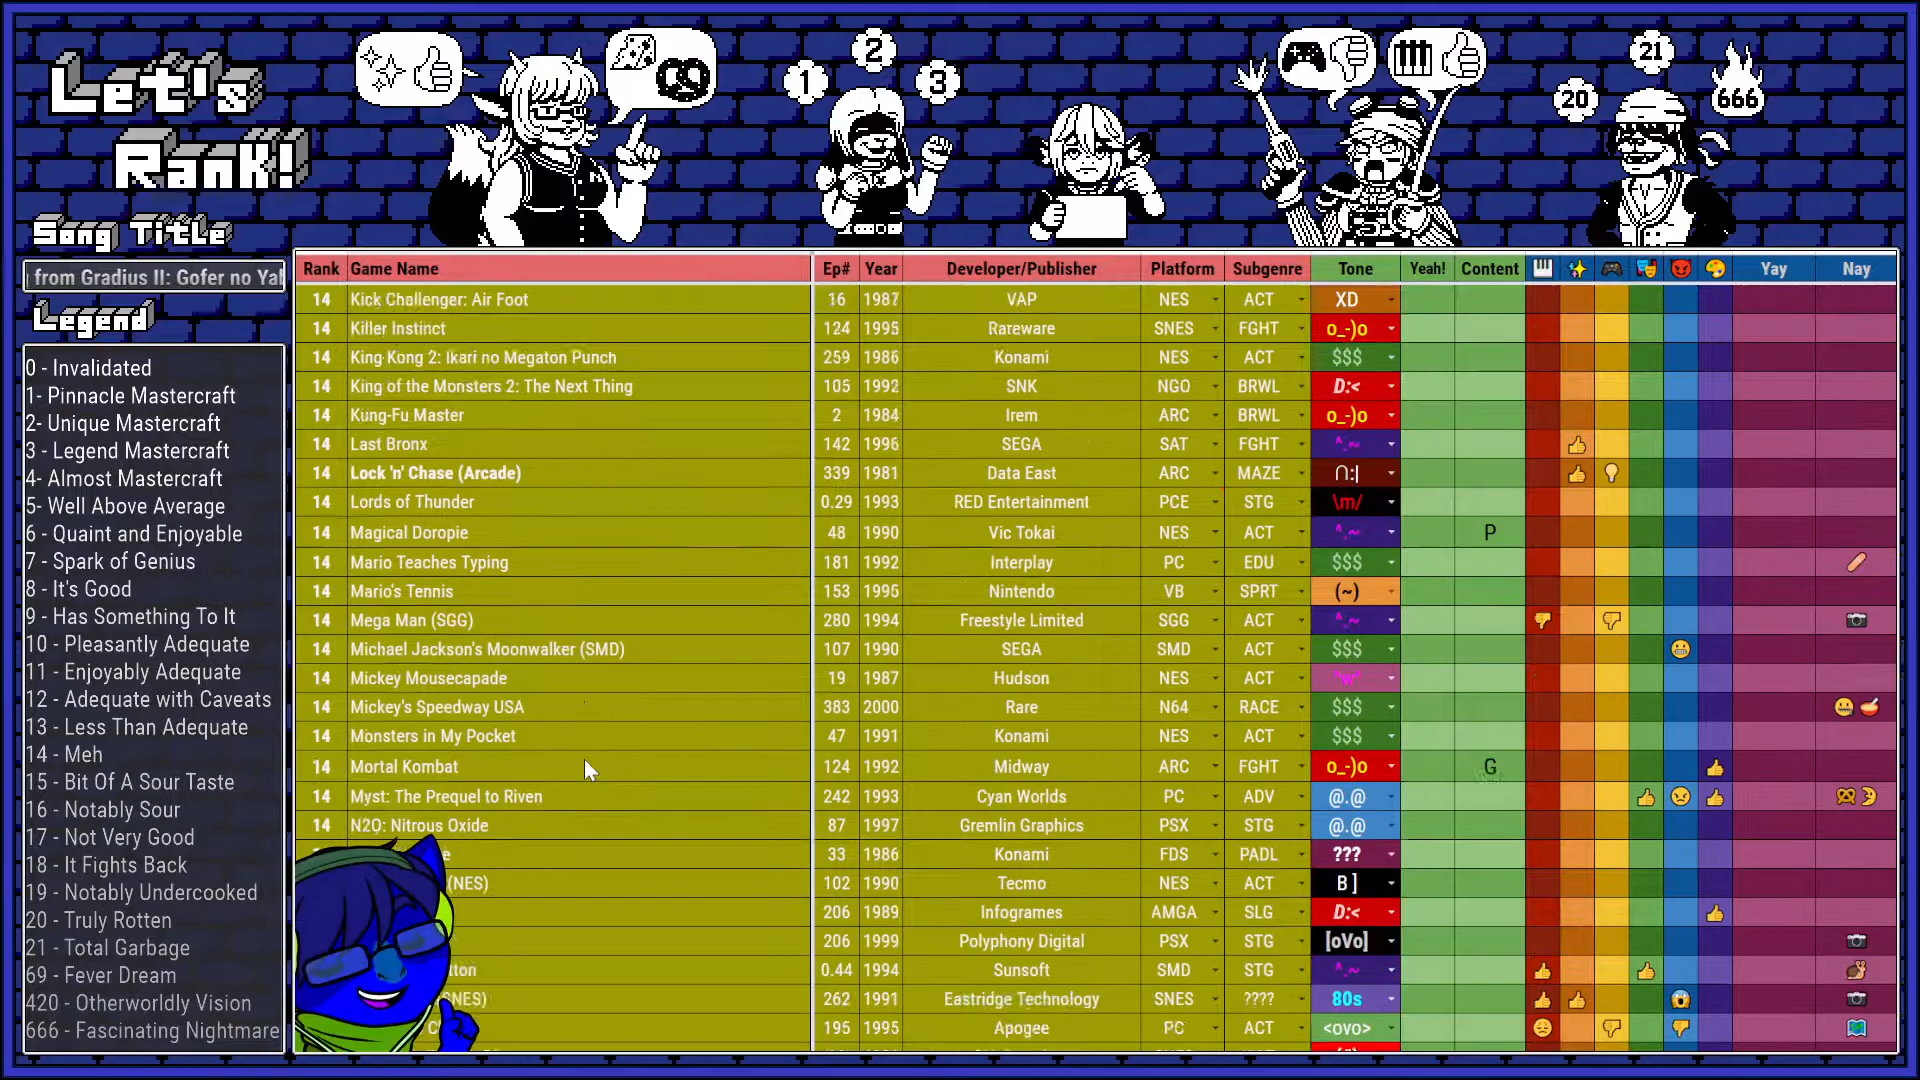 Let's
Rank!
1
2
3
20
21
666
Song Title
from Gradius II: Gofer no Yal
Legend
0 - Invalidated
1- Pinnacle Mastercraft
2- Unique Mastercraft
3 - Legend Mastercraft
4- Almost Mastercraft
5- Well Above Average
6 - Quaint and Enjoyable
7 - Spark of Genius
8 - It's Good
9 - Has Something To It
10 - Pleasantly Adequate
11 - Enjoyably Adequate
12 - Adequate with Caveats
13 - Less Than Adequate
14 - Meh
15 - Bit Of A Sour Taste
16 - Notably Sour
17 - Not Very Good
18 - It Fights Back
19 - Notably Undercooked
20 - Truly Rotten
21 - Total Garbage
69 - Fever Dream
420 - Otherworldly Vision
666 - Fascinating Nightmare
Rank Game Name Ep# Year Developer/Publisher Platform Subgenre Tone Yeah! Content Yay Nay
14 Kick Challenger: Air Foot 16 1987 VAP NES ACT XD
14 Killer Instinct 124 1995 Rareware SNES FGHT o_-)o
14 King Kong 2: Ikari no Megaton Punch 259 1986 Konami NES ACT $$$
14 King of the Monsters 2: The Next Thing 105 1992 SNK NGO BRWL D:<
14 Kung-Fu Master 2 1984 Irem ARC BRWL o_-)o
14 Last Bronx 142 1996 SEGA SAT FGHT ^.~
14 Lock 'n' Chase (Arcade) 339 1981 Data East ARC MAZE ∩:|
14 Lords of Thunder 0.29 1993 RED Entertainment PCE STG \m/
14 Magical Doropie 48 1990 Vic Tokai NES ACT ^.~ P
14 Mario Teaches Typing 181 1992 Interplay PC EDU $$$
14 Mario's Tennis 153 1995 Nintendo VB SPRT (~)
14 Mega Man (SGG) 280 1994 Freestyle Limited SGG ACT ^.~
14 Michael Jackson's Moonwalker (SMD) 107 1990 SEGA SMD ACT $$$
14 Mickey Mousecapade 19 1987 Hudson NES ACT
14 Mickey's Speedway USA 383 2000 Rare N64 RACE $$$
14 Monsters in My Pocket 47 1991 Konami NES ACT $$$
14 Mortal Kombat 124 1992 Midway ARC FGHT o_-)o G
14 Myst: The Prequel to Riven 242 1993 Cyan Worlds PC ADV @.@
14 N2O: Nitrous Oxide 87 1997 Gremlin Graphics PSX STG @.@
e 33 1986 Konami FDS PADL ???
(NES) 102 1990 Tecmo NES ACT B ]
206 1989 Infogrames AMGA SLG D:<
206 1999 Polyphony Digital PSX STG [oVo]
tton 0.44 1994 Sunsoft SMD STG ^.~
SNES) 262 1991 Eastridge Technology SNES ???? 80s
195 1995 Apogee PC ACT <ovo>